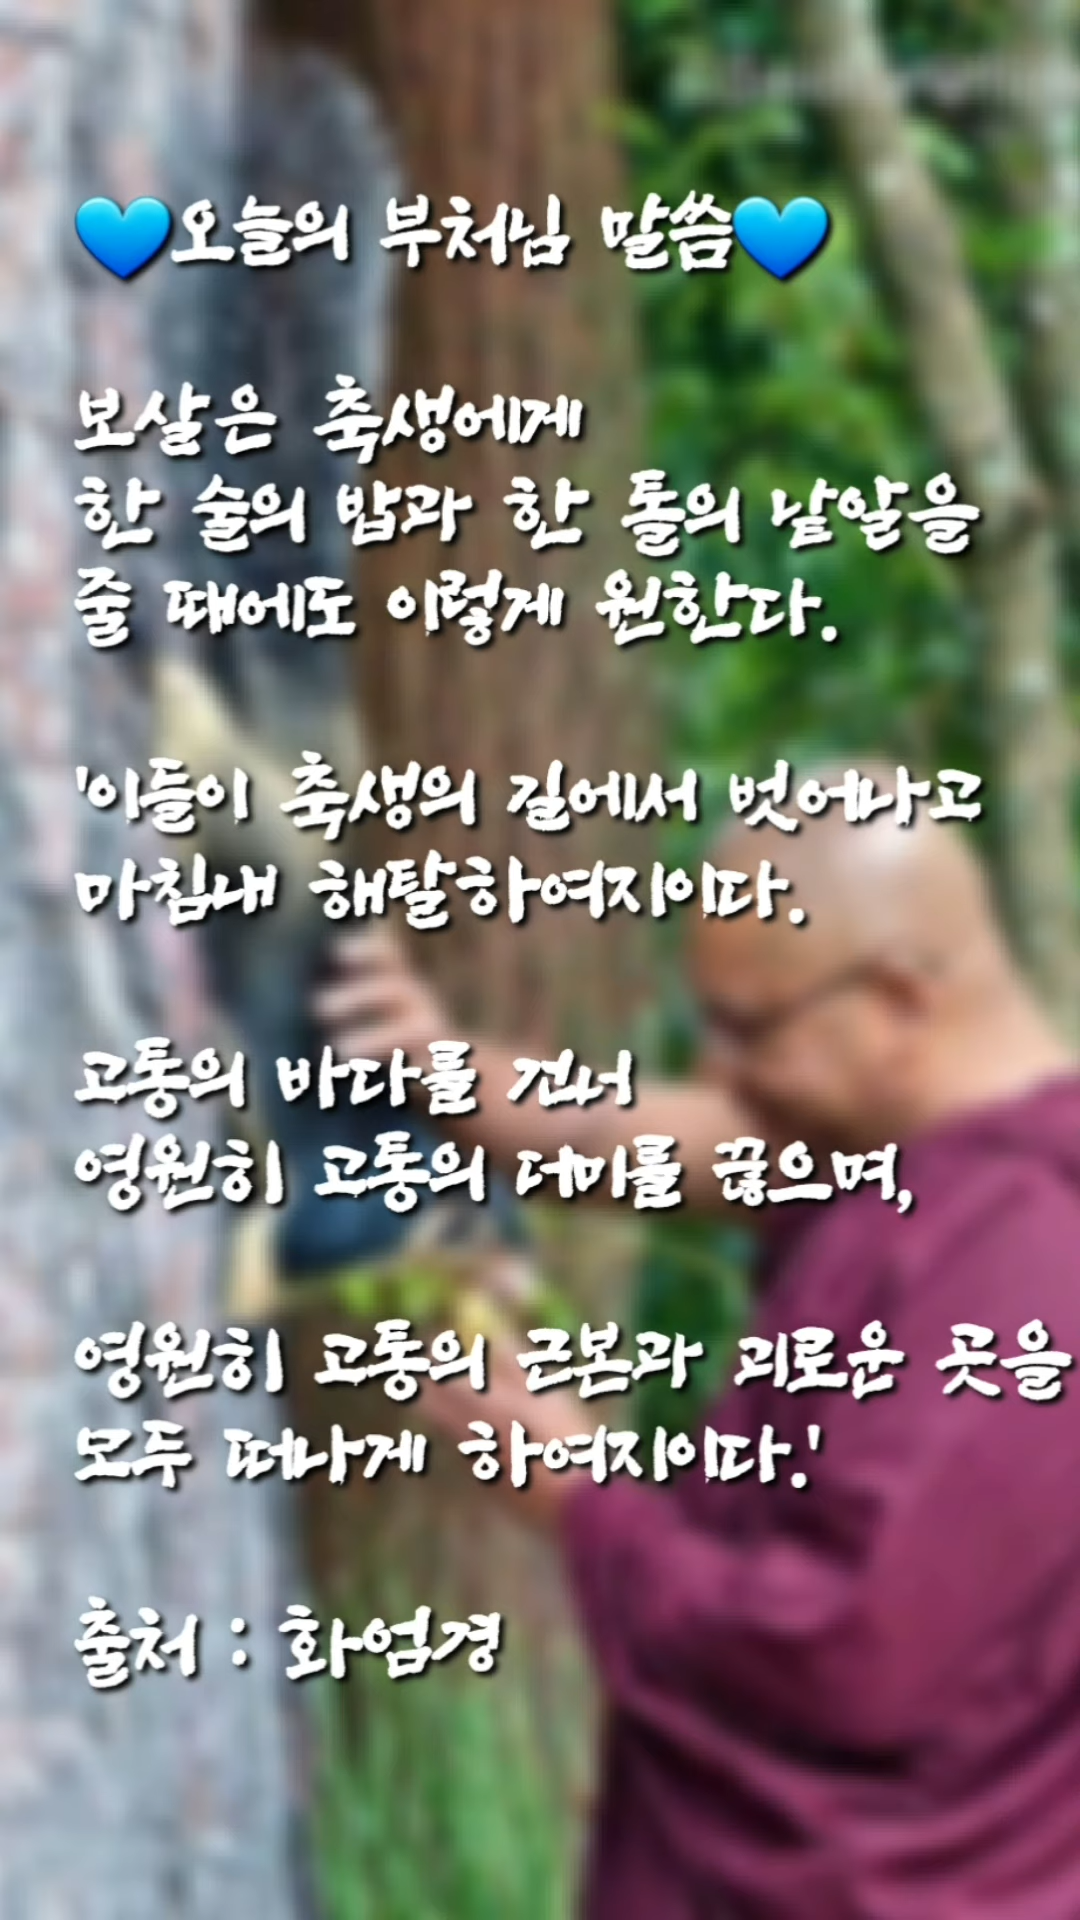 💙오늘의 부처님 말씀💙
보살은 축생에게
한 술의 밥과 한 톨의 낱알을
줄 때에도 이렇게 원한다.
'이들이 축생의 길에서 벗어나고
마침내 해탈하여지이다.
고통의 바다를 건너
영원히 고통의 더미를 끊으며,
영원히 고통의 근본과 괴로운 곳을
모두 떠나게 하여지이다.'
출처 : 화엄경